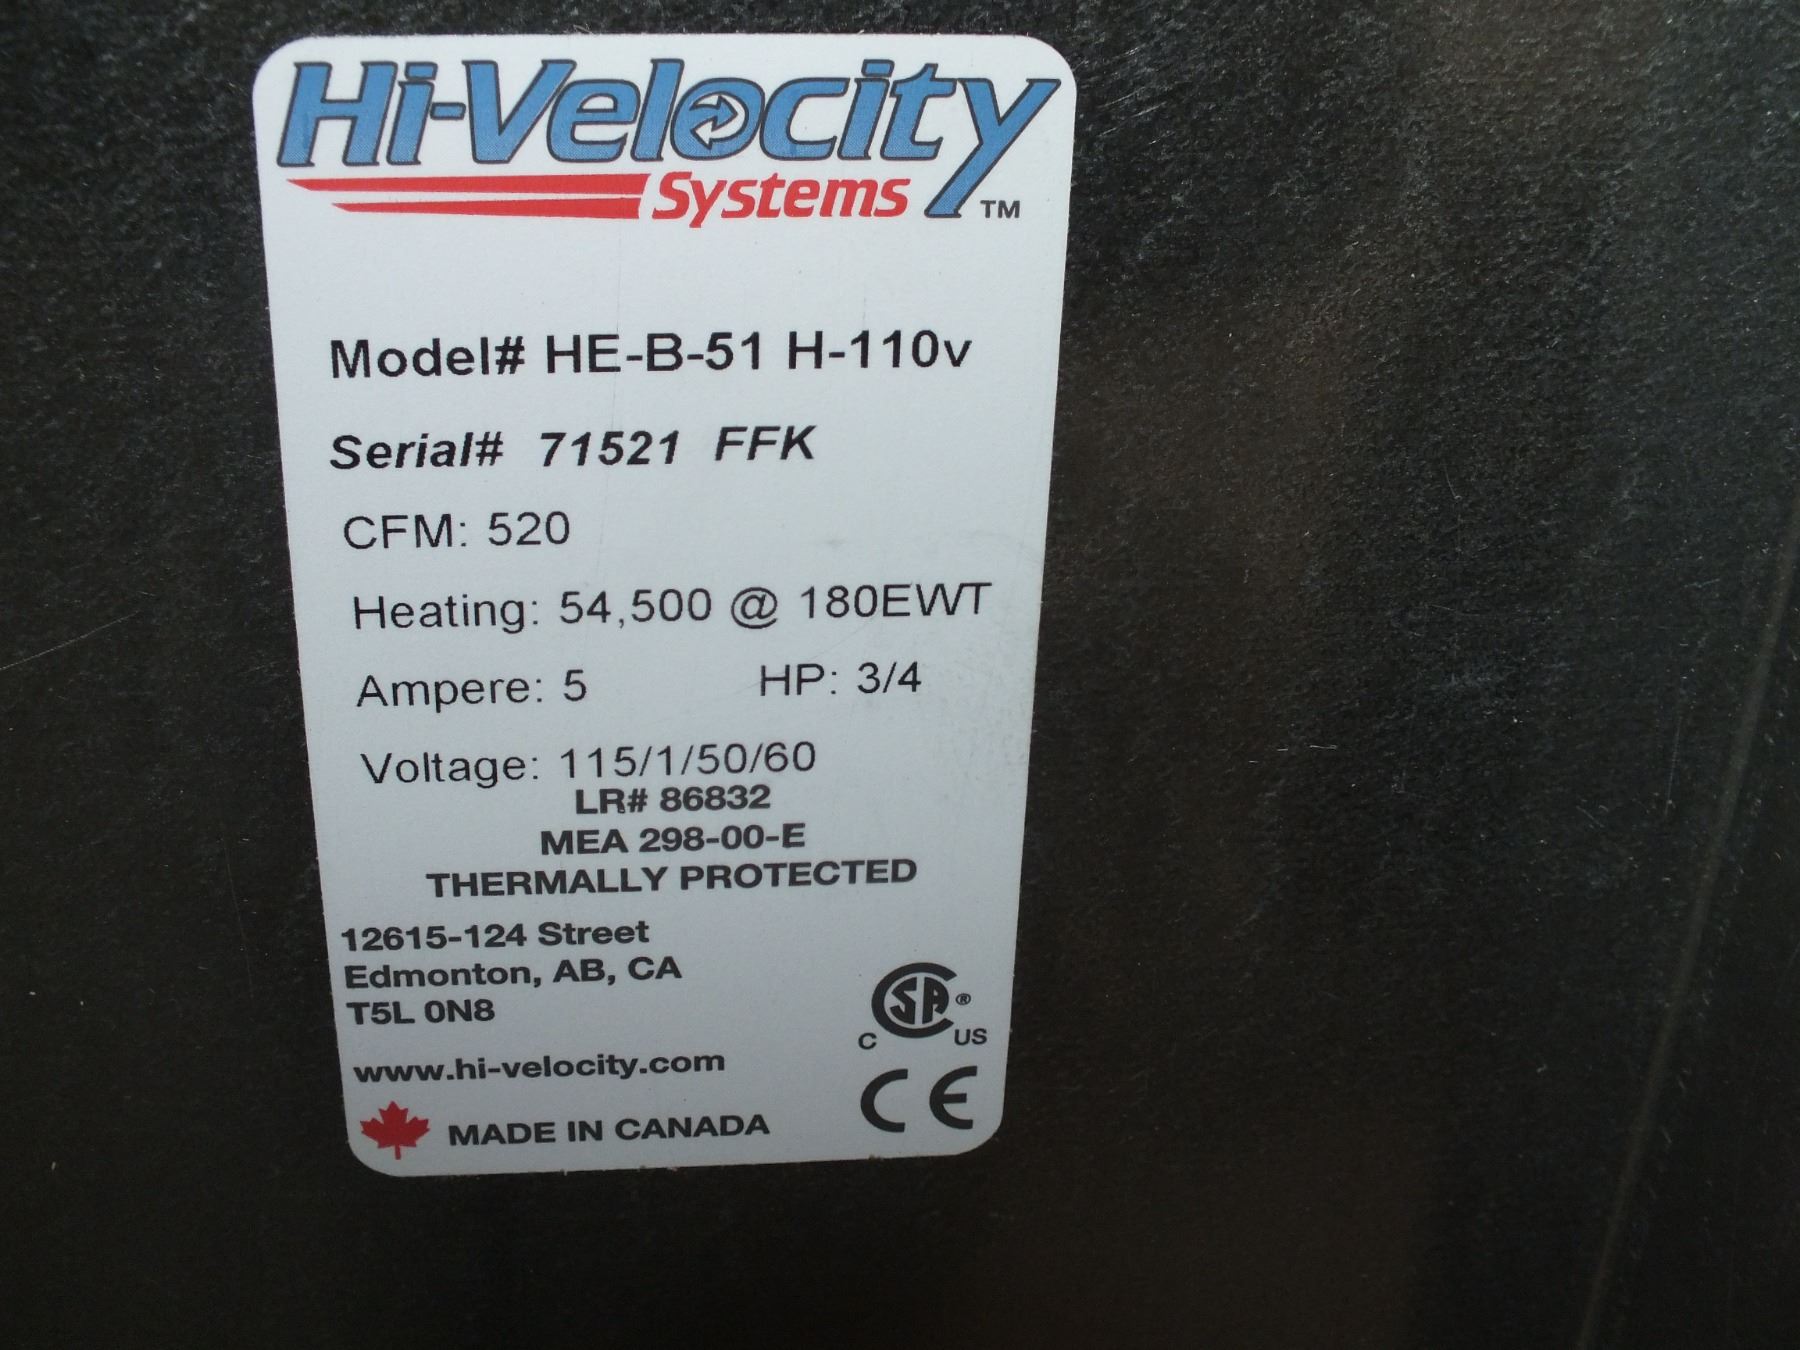 Hi-Velocity
Systems ™
Model# HE-B-51 H-110v
Serial# 71521 FFK
CFM: 520
Heating: 54,500 @ 180EWT
Ampere: 5 HP: 3/4
Voltage: 115/1/50/60
LR# 86832
MEA 298-00-E
THERMALLY PROTECTED
12615-124 Street
Edmonton, AB, CA
T5L 0N8
SA ®
C US
www.hi-velocity.com
CE
MADE IN CANADA